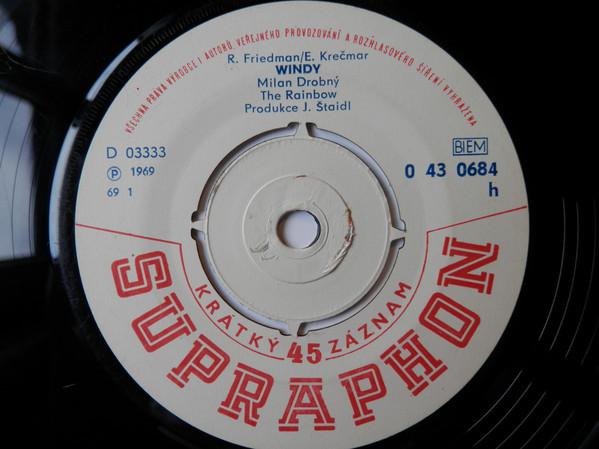 VŠECHNA PRÁVA VÝROBCE I AUTORŮ, VEŘEJNÉHO PROVOZOVÁNÍ A ROZHLASOVÉHO ŠÍŘENÍ VYHRAŽENA
R. Friedman/E. Krečmar
WINDY
Milan Drobný
The Rainbow
Produkce J. Štaidl
D 03333
Ⓟ 1969
69 1
BIEM
0 43 0684
h
KRÁTKÝ 45 ZÁZNAM
SUPRAPHON